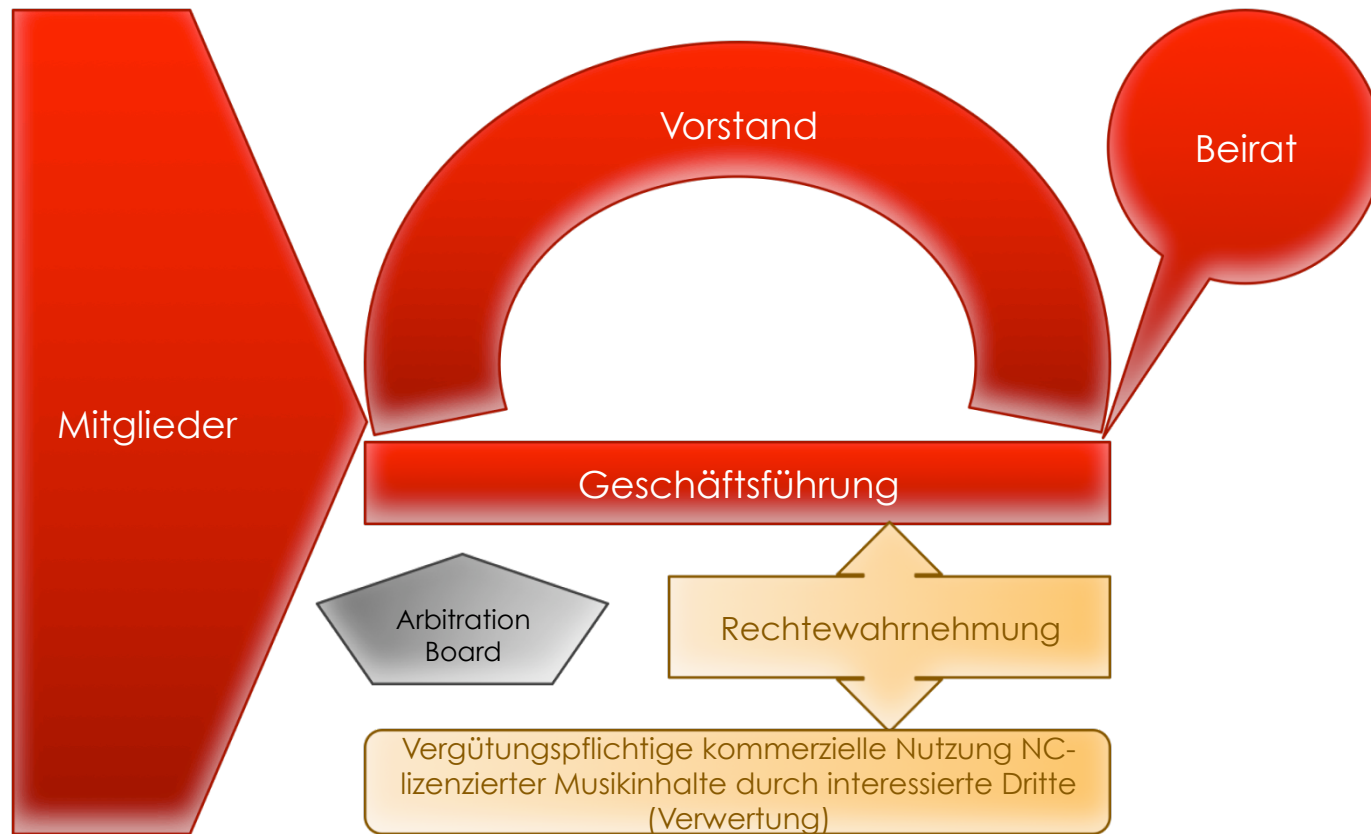 Vorstand
Beirat
Mitglieder
Geschäftsführung
Arbitration
Board
Rechtewahrnehmung
Vergütungspflichtige kommerzielle Nutzung NC-
lizenzierter Musikinhalte durch interessierte Dritte
(Verwertung)